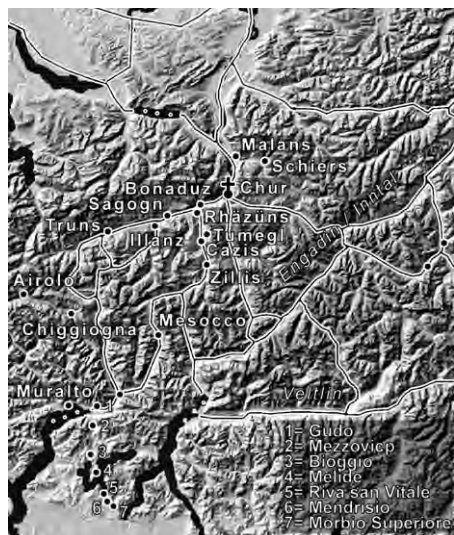 Malans
Schiers
Bonaduz
Chur
Sagogn
Rhäzüns
Truns
Tumegl
Illanz
Cazis
Engadin / Inntal
Zillis
Airolo
Chiggiogna
Mesocco
Muralto
Veltlin
1
2
3
4
5
6
7
1= Gudo
2= Mezzovico
3= Bioggio
4= Melide
5= Riva san Vitale
6= Mendrisio
7= Morbio Superiore